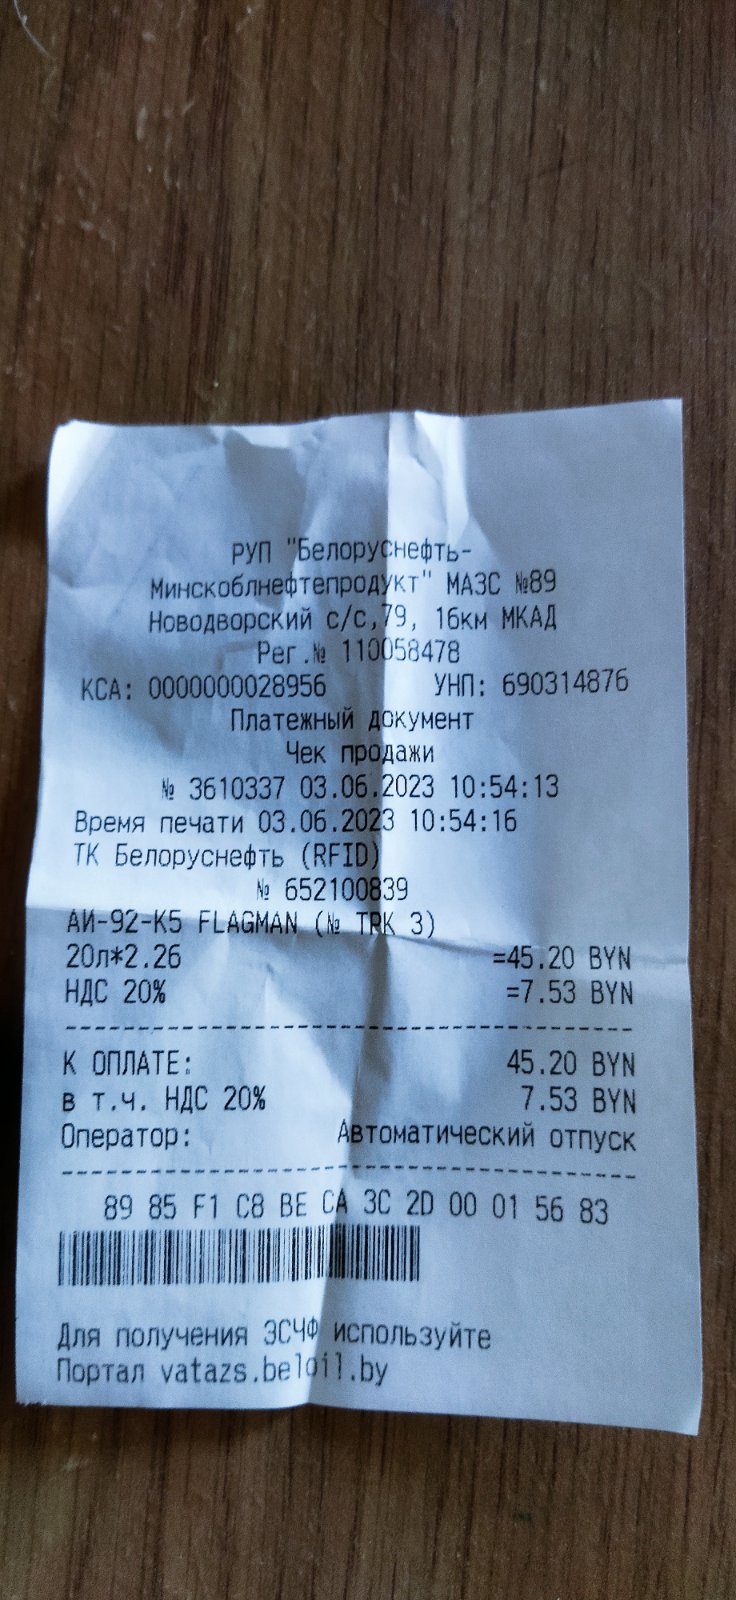 РУП "Белоруснефть-
Минскоблнефтепродукт" МАЗС №89
Новодворский с/с,79, 16км МКАД
Рег.№ 110058478
КСА: 0000000028956 УНП: 690314876
Платежный документ
Чек продажи
№ 3610337 03.06.2023 10:54:13
Время печати 03.06.2023 10:54:16
ТК Белоруснефть (RFID)
№ 652100839
АИ-92-К5 FLAGMAN (№ ТРК 3)
20л*2.26 =45.20 BYN
НДС 20% =7.53 BYN
К ОПЛАТЕ: 45.20 BYN
в т.ч. НДС 20% 7.53 BYN
Оператор: Автоматический отпуск
89 85 F1 C8 BE CA 3C 2D 00 01 56 83
Для получения ЭСЧФ используйте
Портал vatazs.beloil.by